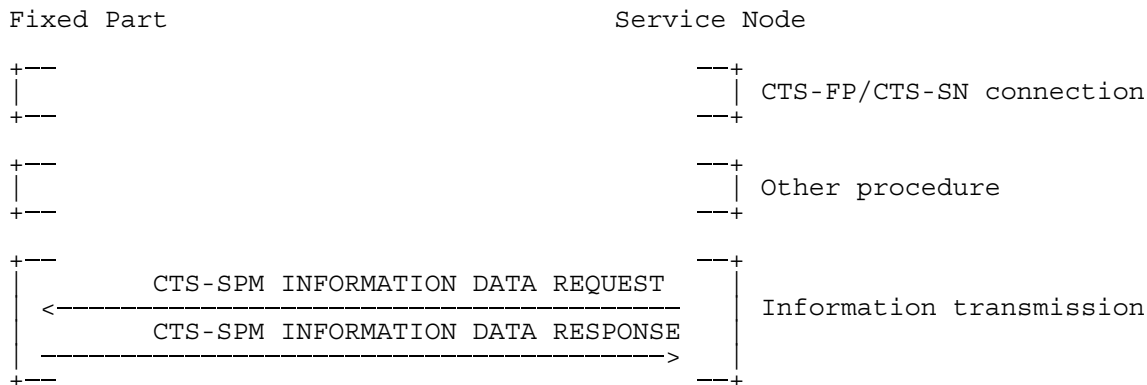 Fixed Part Service Node
CTS-FP/CTS-SN connection
Other procedure
CTS-SPM INFORMATION DATA REQUEST
Information transmission
CTS-SPM INFORMATION DATA RESPONSE